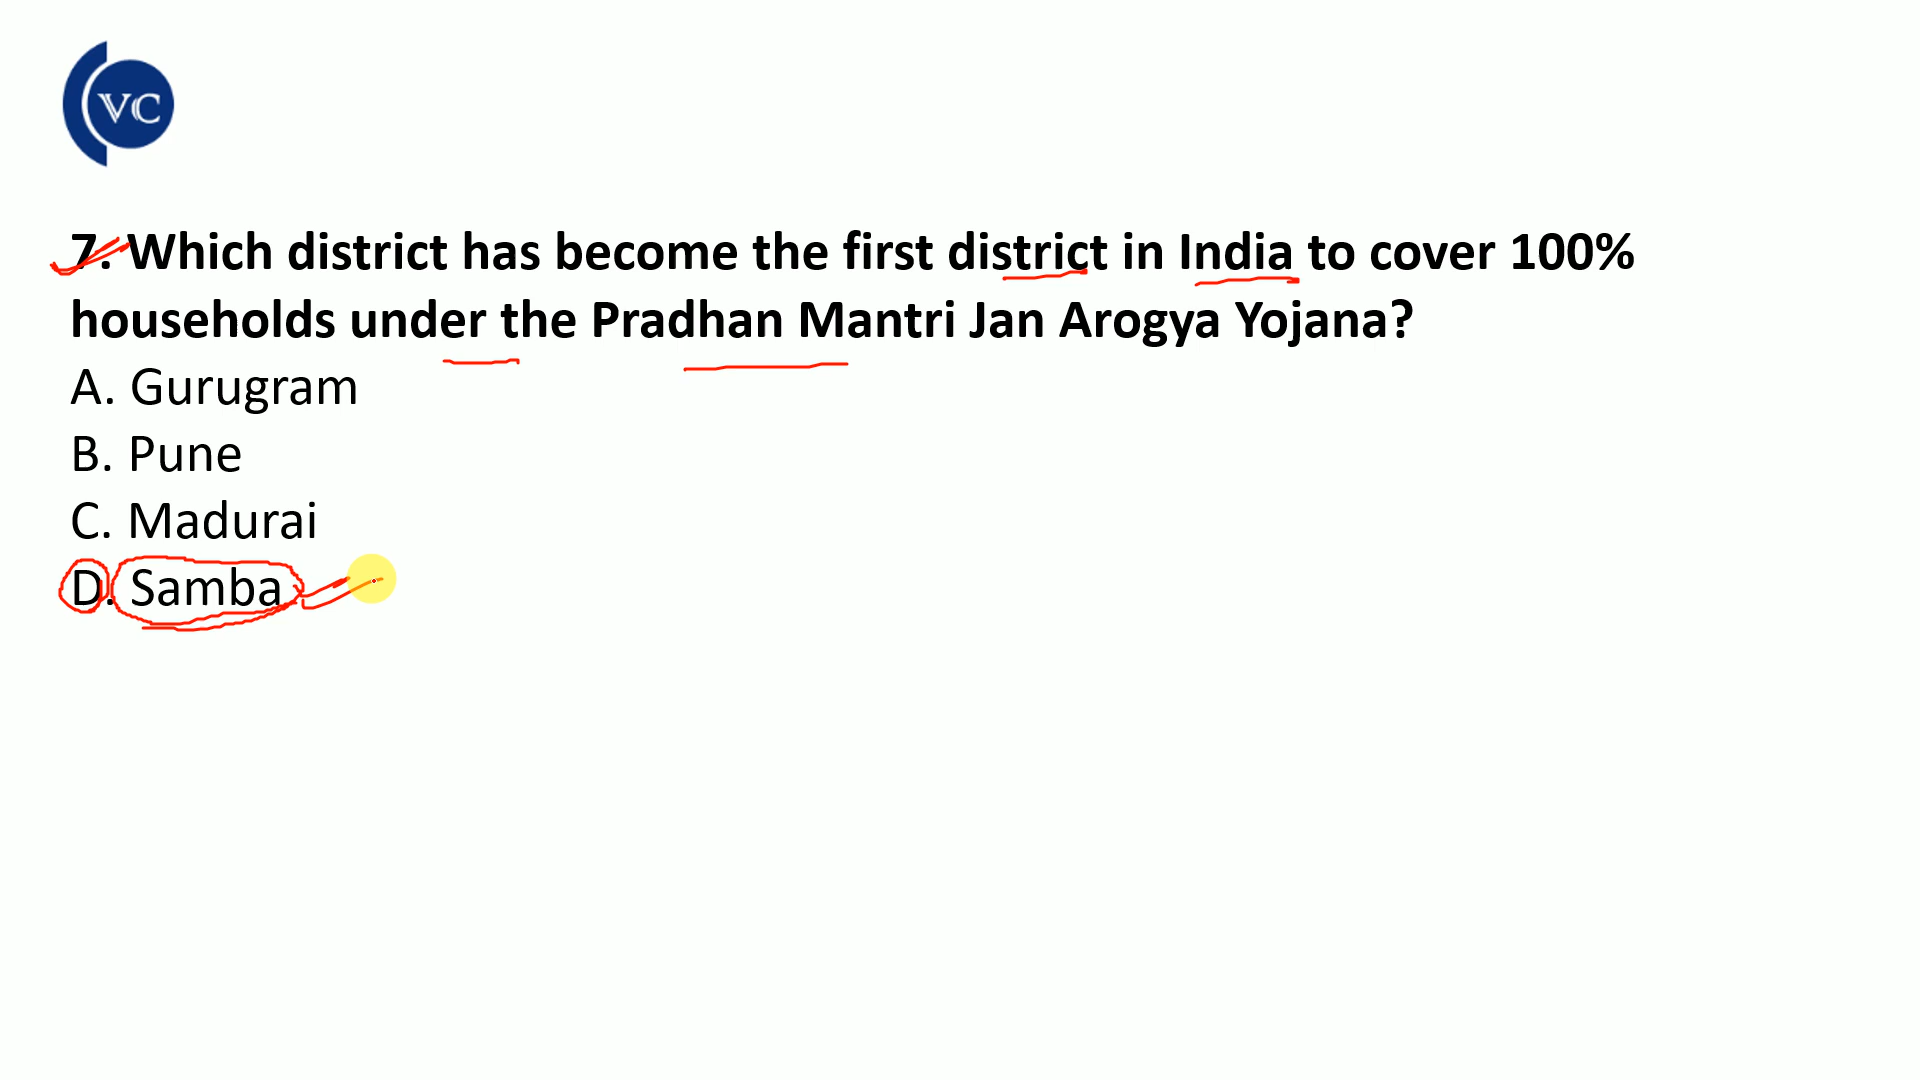 VC
7. Which district has become the first district in India to cover 100%
households under the Pradhan Mantri Jan Arogya Yojana?
A. Gurugram
B. Pune
C. Madurai
D. Samba